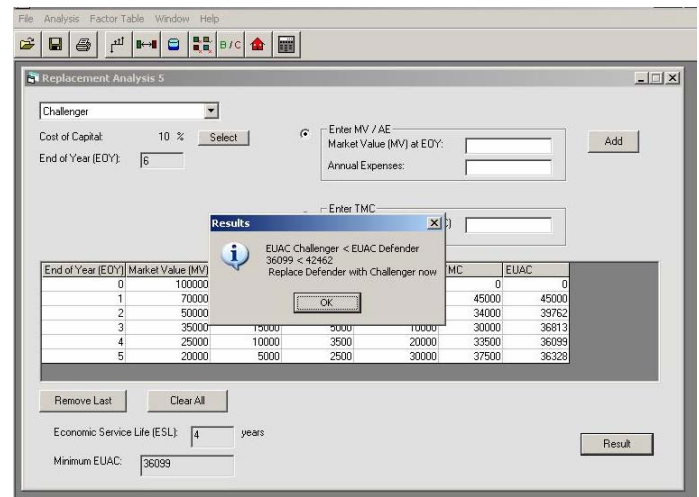 File Analysis Factor Table Window Help
B/C
Replacement Analysis 5
Challenger
Cost of Capital: 10 % Select
End of Year (EOY): 6
Enter MV / AE
Market Value (MV) at EOY:
Annual Expenses:
Add
Enter TMC
Results
EUAC Challenger < EUAC Defender
36099 < 42462
Replace Defender with Challenger now
OK
End of Year (EOY) Market Value (MV) MC EUAC
0 100000 0 0
1 70000 45000 45000
2 50000 34000 39762
3 35000 15000 5000 10000 30000 36813
4 25000 10000 3500 20000 33500 36099
5 20000 5000 2500 30000 37500 36328
Remove Last Clear All
Economic Service Life (ESL): 4 years
Minimum EUAC: 36099
Result